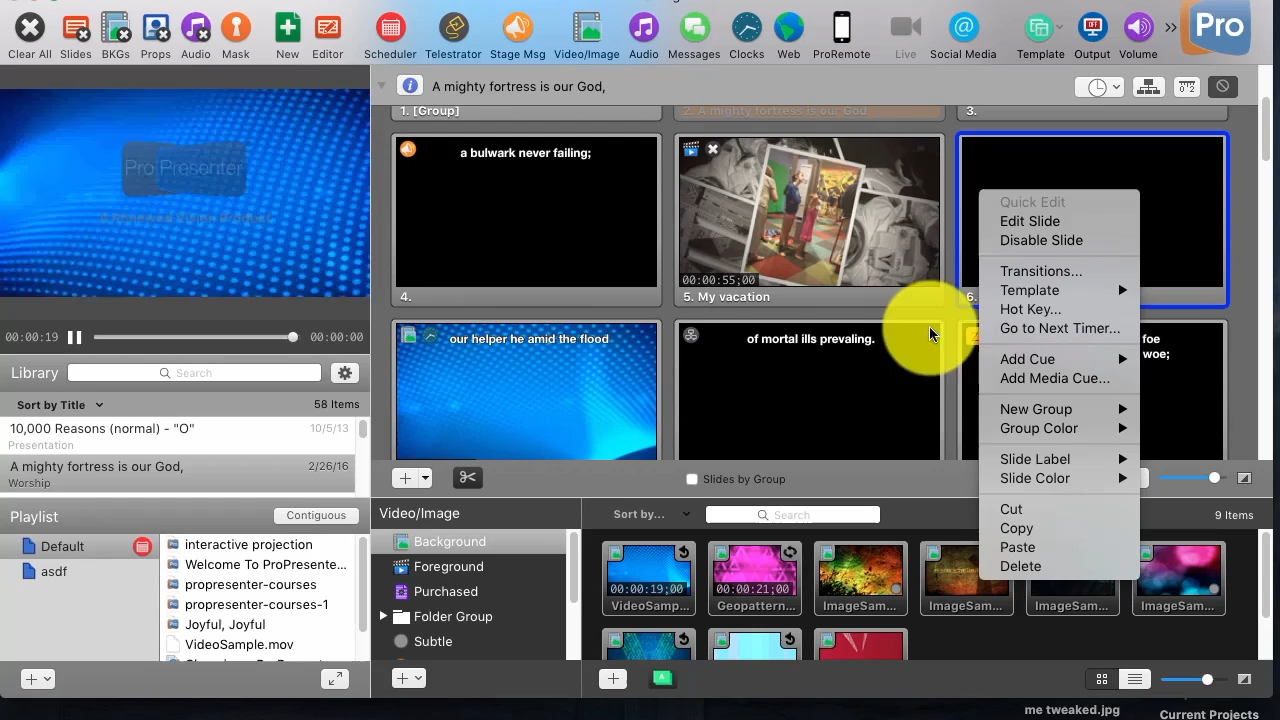 Pro
Clear All Slides BKGs Props Audio Mask New Editor Scheduler Telestrator Stage Msg Video/Image Audio Messages Clocks Web ProRemote Live Social Media Template Output Volume
A mighty fortress is our God,
1. [Group]
2. A mighty fortress is our God
3.
a bulwark never failing;
4.
00:00:55;00
5. My vacation
6.
Pro Presenter
00:00:19
00:00:00
our helper he amid the flood
of mortal ills prevaling.
foe
woe;
Quick Edit
Edit Slide
Disable Slide
Transitions...
Template
Hot Key...
Go to Next Timer...
Add Cue
Add Media Cue...
New Group
Group Color
Slide Label
Slide Color
Cut
Copy
Paste
Delete
Library
Search
Sort by Title
58 Items
10,000 Reasons (normal) - "O"
10/5/13
Presentation
A mighty fortress is our God,
2/26/16
Worship
Slides by Group
Playlist
Contiguous
Default
asdf
interactive projection
Welcome To ProPresente...
propresenter-courses
propresenter-courses-1
Joyful, Joyful
VideoSample.mov
Video/Image
Background
Foreground
Purchased
Folder Group
Subtle
Sort by...
Search
9 Items
00:00:19;00
00:00:21;00
VideoSamp...
Geopattern...
ImageSam...
ImageSam...
ImageSam...
ImageSam...
me tweaked.jpg
Current Projects